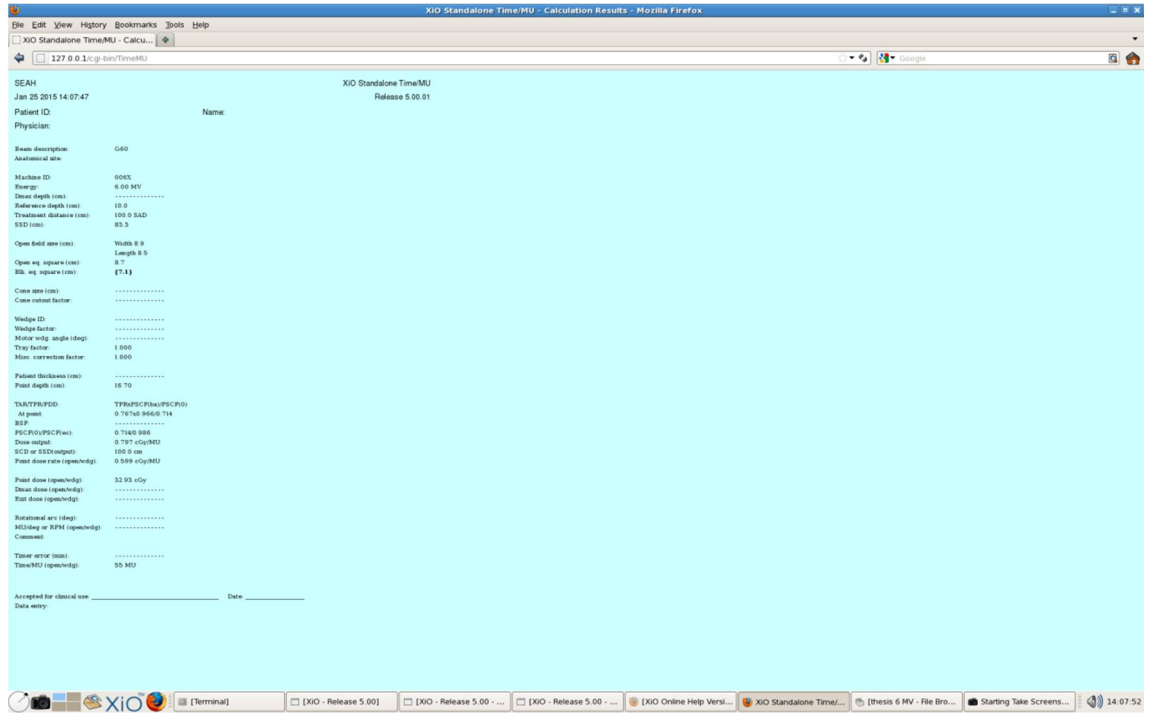 XiO Standalone Time/MU - Calculation Results - Mozilla Firefox
File Edit View History Bookmarks Tools Help
XiO Standalone Time/MU - Calcu...
127.0.0.1/cgi-bin/TimeMU Google
SEAH XiO Standalone Time/MU
Jan 25 2015 14:07:47 Release 5.00.01
Patient ID: Name:
Physician:
Beam description: G60
Anatomical site:
Machine ID: 006X
Energy: 6.00 MV
Dmax depth (cm): --------------
Reference depth (cm): 10.0
Treatment distance (cm): 100.0 SAD
SSD (cm): 83.3
Open field size (cm): Width 8.9
Length 8.5
Open eq. square (cm): 8.7
Blk. eq. square (cm): (7.1)
Cone size (cm): --------------
Cone cutout factor: --------------
Wedge ID: --------------
Wedge factor: --------------
Motor wdg. angle (deg): --------------
Tray factor: 1.000
Misc. correction factor: 1.000
Patient thickness (cm): --------------
Point depth (cm): 16.70
TAR/TPR/PDD: TPRxPSCF(ba)/PSCF(0)
At point: 0.767x0.966/0.714
BSF: --------------
PSCF(0)/PSCF(ec): 0.714/0.986
Dose output: 0.797 cGy/MU
SCD or SSD(output): 100.0 cm
Point dose rate (open/wdg): 0.599 cGy/MU
Point dose (open/wdg): 32.93 cGy
Dmax dose (open/wdg): --------------
Exit dose (open/wdg): --------------
Rotational arc (deg): --------------
MU/deg or RPM (open/wdg): --------------
Comment:
Timer error (min): --------------
Time/MU (open/wdg): 55 MU
Accepted for clinical use: ____________________ Date: __________
Data entry:
XiO [Terminal] [XiO - Release 5.00] [XiO - Release 5.00 - ... [XiO - Release 5.00 - ... [XiO Online Help Versi... XiO Standalone Time/... [thesis 6 MV - File Bro... Starting Take Screens... 14:07:52